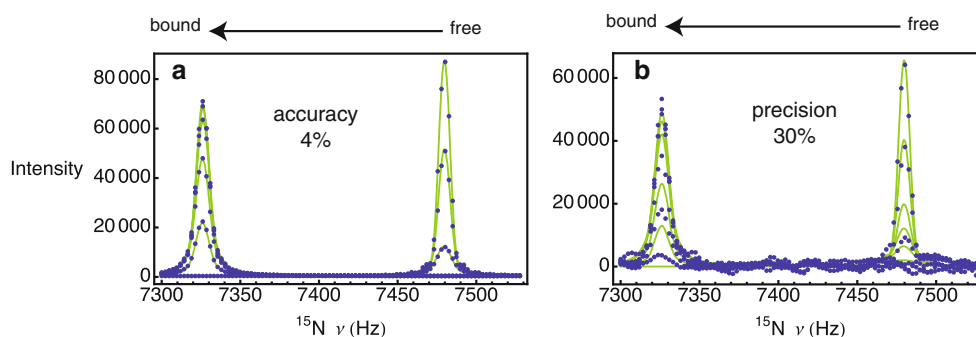 bound free
bound free
a
accuracy
4%
Intensity
80 000
60 000
40 000
20 000
0
7300 7350 7400 7450 7500
15N ν (Hz)
b
precision
30%
60 000
40 000
20 000
0
7300 7350 7400 7450 7500
15N ν (Hz)